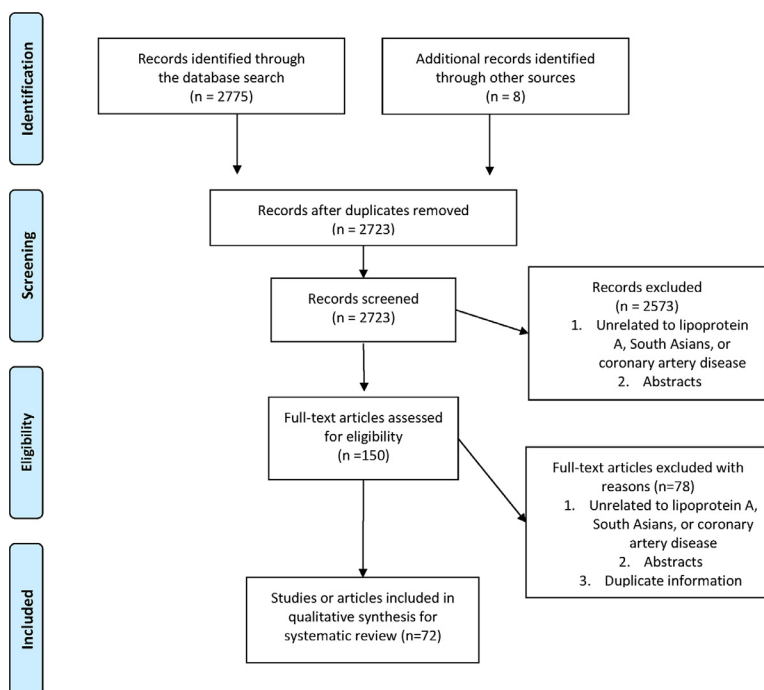 Identification
Records identified through
the database search
(n = 2775)
Additional records identified
through other sources
(n = 8)
Screening
Records after duplicates removed
(n = 2723)
Records screened
(n = 2723)
Records excluded
(n = 2573)
1. Unrelated to lipoprotein
A, South Asians, or
coronary artery disease
2. Abstracts
Eligibility
Full-text articles assessed
for eligibility
(n =150)
Full-text articles excluded with
reasons (n=78)
1. Unrelated to lipoprotein A,
South Asians, or coronary
artery disease
2. Abstracts
3. Duplicate information
Included
Studies or articles included in
qualitative synthesis for
systematic review (n=72)